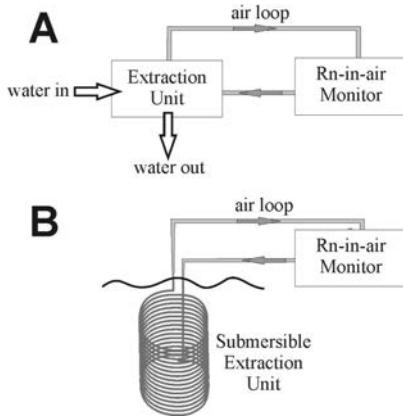 A
air loop
Extraction
Unit
Rn-in-air
Monitor
water in
water out
B
air loop
Rn-in-air
Monitor
Submersible
Extraction
Unit